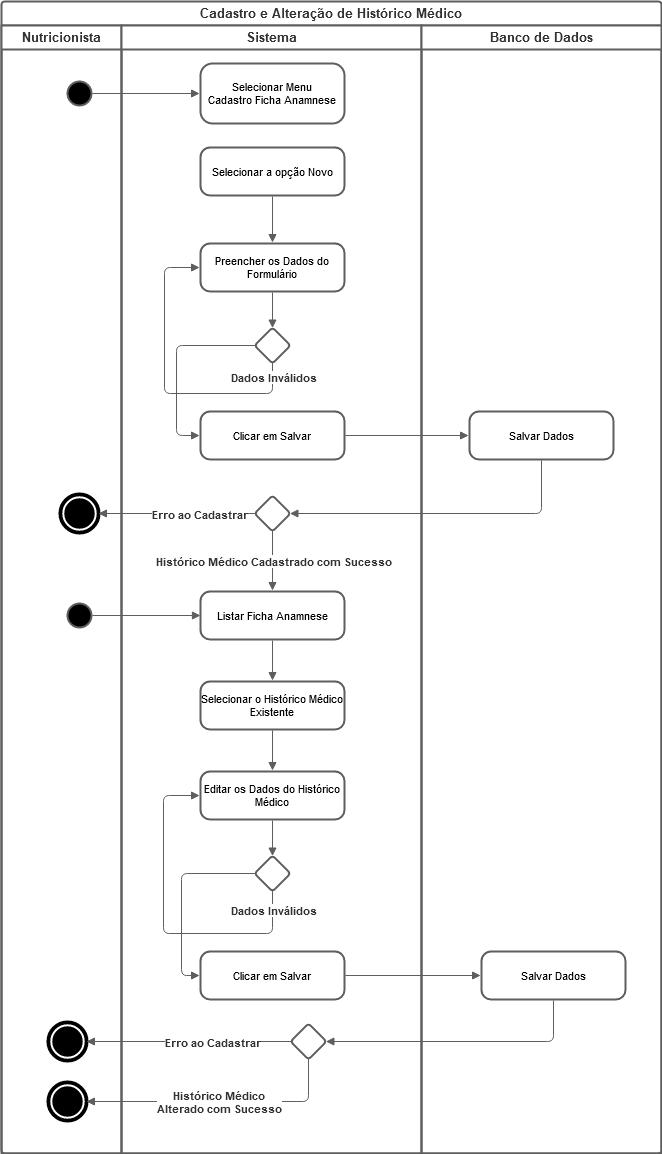 Cadastro e Alteração de Histórico Médico
Nutricionista
Sistema
Banco de Dados
Selecionar Menu
Cadastro Ficha Anamnese
Selecionar a opção Novo
Preencher os Dados do
Formulário
Dados Inválidos
Clicar em Salvar
Salvar Dados
Erro ao Cadastrar
Histórico Médico Cadastrado com Sucesso
Listar Ficha Anamnese
Selecionar o Histórico Médico
Existente
Editar os Dados do Histórico
Médico
Dados Inválidos
Clicar em Salvar
Salvar Dados
Erro ao Cadastrar
Histórico Médico
Alterado com Sucesso